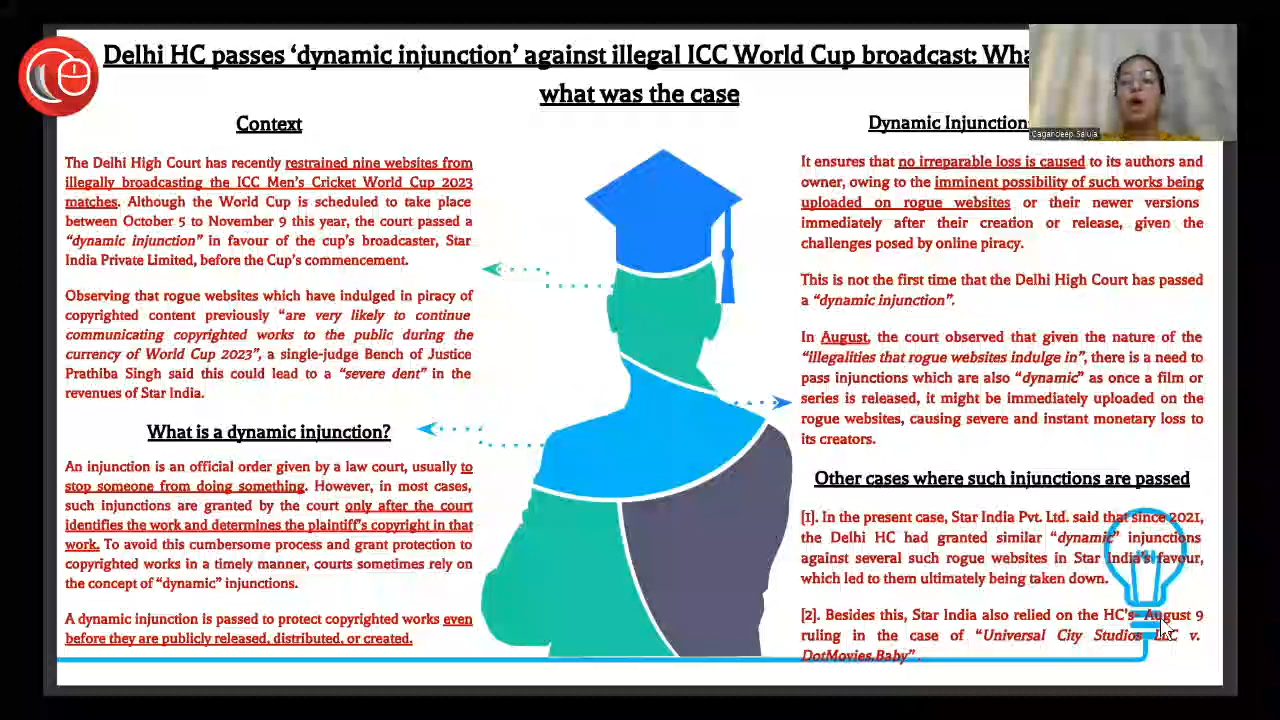 Delhi HC passes ‘dynamic injunction’ against illegal ICC World Cup broadcast:
what was the case
Context
The Delhi High Court has recently restrained nine websites from
illegally broadcasting the ICC Men’s Cricket World Cup 2023
matches. Although the World Cup is scheduled to take place
between October 5 to November 9 this year, the court passed a
“dynamic injunction” in favour of the cup’s broadcaster, Star
India Private Limited, before the Cup’s commencement.
Observing that rogue websites which have indulged in piracy of
copyrighted content previously “are very likely to continue
communicating copyrighted works to the public during the
currency of World Cup 2023”, a single-judge Bench of Justice
Prathiba Singh said this could lead to a “severe dent” in the
revenues of Star India.
What is a dynamic injunction?
An injunction is an official order given by a law court, usually to
stop someone from doing something. However, in most cases,
such injunctions are granted by the court only after the court
identifies the work and determines the plaintiff’s copyright in that
work. To avoid this cumbersome process and grant protection to
copyrighted works in a timely manner, courts sometimes rely on
the concept of “dynamic” injunctions.
A dynamic injunction is passed to protect copyrighted works even
before they are publicly released, distributed, or created.
Dynamic Injunction
Gagandeep Saluja
It ensures that no irreparable loss is caused to its authors and
owner, owing to the imminent possibility of such works being
uploaded on rogue websites or their newer versions
immediately after their creation or release, given the
challenges posed by online piracy.
This is not the first time that the Delhi High Court has passed
a “dynamic injunction”.
In August, the court observed that given the nature of the
“illegalities that rogue websites indulge in”, there is a need to
pass injunctions which are also “dynamic” as once a film or
series is released, it might be immediately uploaded on the
rogue websites, causing severe and instant monetary loss to
its creators.
Other cases where such injunctions are passed
[1]. In the present case, Star India Pvt. Ltd. said that since 2021,
the Delhi HC had granted similar “dynamic” injunctions
against several such rogue websites in Star India’s favour,
which led to them ultimately being taken down.
[2]. Besides this, Star India also relied on the HC’s- August 9
ruling in the case of “Universal City Studios LLC v.
DotMovies.Baby” .